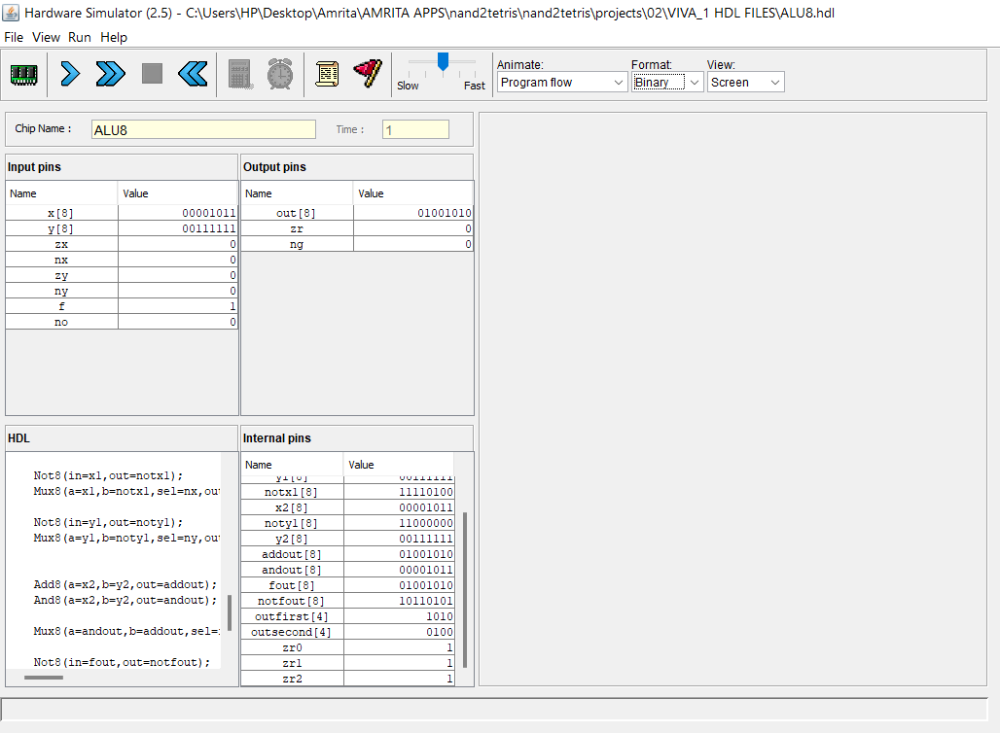 Hardware Simulator (2.5) - C:\Users\HP\Desktop\Amrita\AMRITA APPS\nand2tetris\nand2tetris\projects\02\VIVA_1 HDL FILES\ALU8.hdl
File View Run Help
Slow Fast
Animate: Format: View:
Program flow Binary Screen
Chip Name : ALU8 Time : 1
Input pins
Name Value
x[8] 00001011
y[8] 00111111
zx 0
nx 0
zy 0
ny 0
f 1
no 0
Output pins
Name Value
out[8] 01001010
zr 0
ng 0
HDL
Not8(in=x1,out=notx1);
Mux8(a=x1,b=notx1,sel=nx,ou
Not8(in=y1,out=noty1);
Mux8(a=y1,b=noty1,sel=ny,ou
Add8(a=x2,b=y2,out=addout);
And8(a=x2,b=y2,out=andout);
Mux8(a=andout,b=addout,sel=
Not8(in=fout,out=notfout);
Internal pins
Name Value
y1[8] 00111111
notx1[8] 11110100
x2[8] 00001011
noty1[8] 11000000
y2[8] 00111111
addout[8] 01001010
andout[8] 00001011
fout[8] 01001010
notfout[8] 10110101
outfirst[4] 1010
outsecond[4] 0100
zr0 1
zr1 1
zr2 1